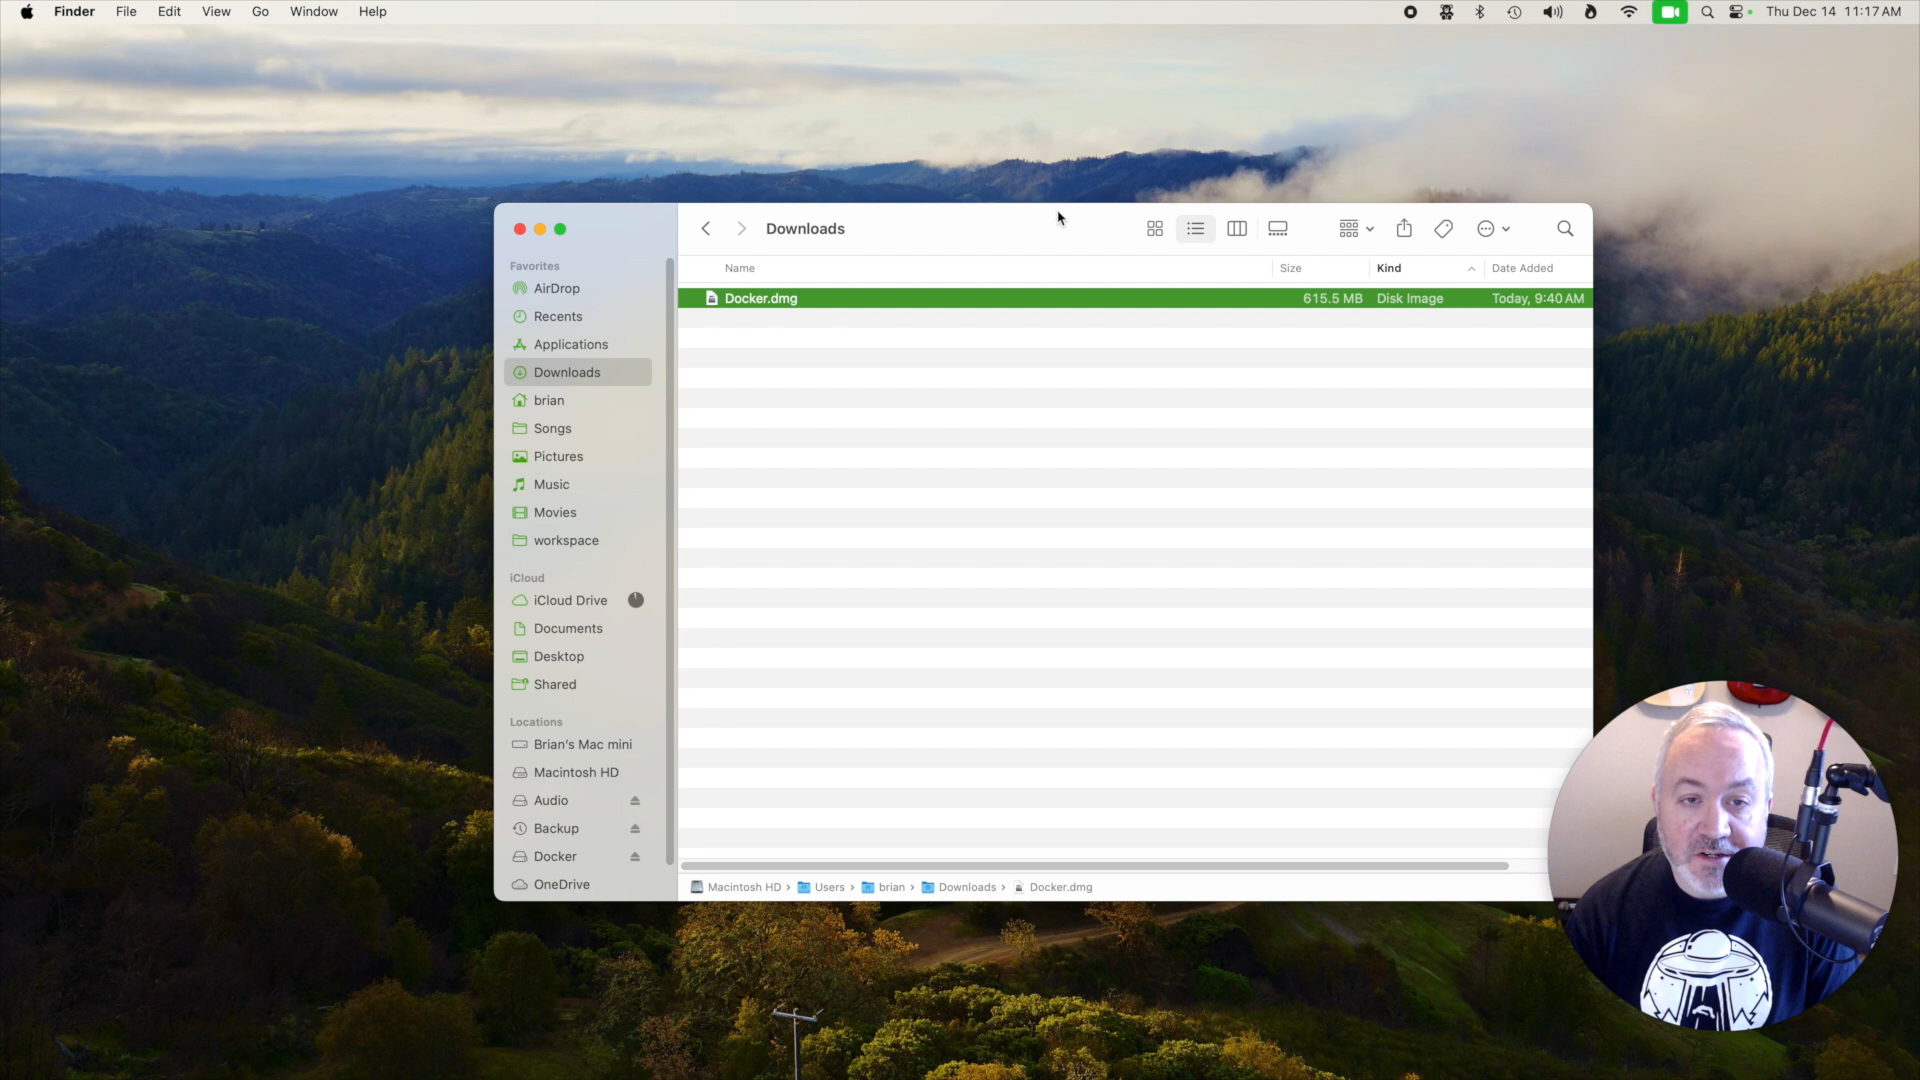 Finder File Edit View Go Window Help Thu Dec 14 11:17 AM
Downloads
Favorites
AirDrop
Recents
Applications
Downloads
brian
Songs
Pictures
Music
Movies
workspace
iCloud
iCloud Drive
Documents
Desktop
Shared
Locations
Brian's Mac mini
Macintosh HD
Audio
Backup
Docker
OneDrive
Name Size Kind Date Added
Docker.dmg 615.5 MB Disk Image Today, 9:40 AM
Macintosh HD › Users › brian › Downloads › Docker.dmg